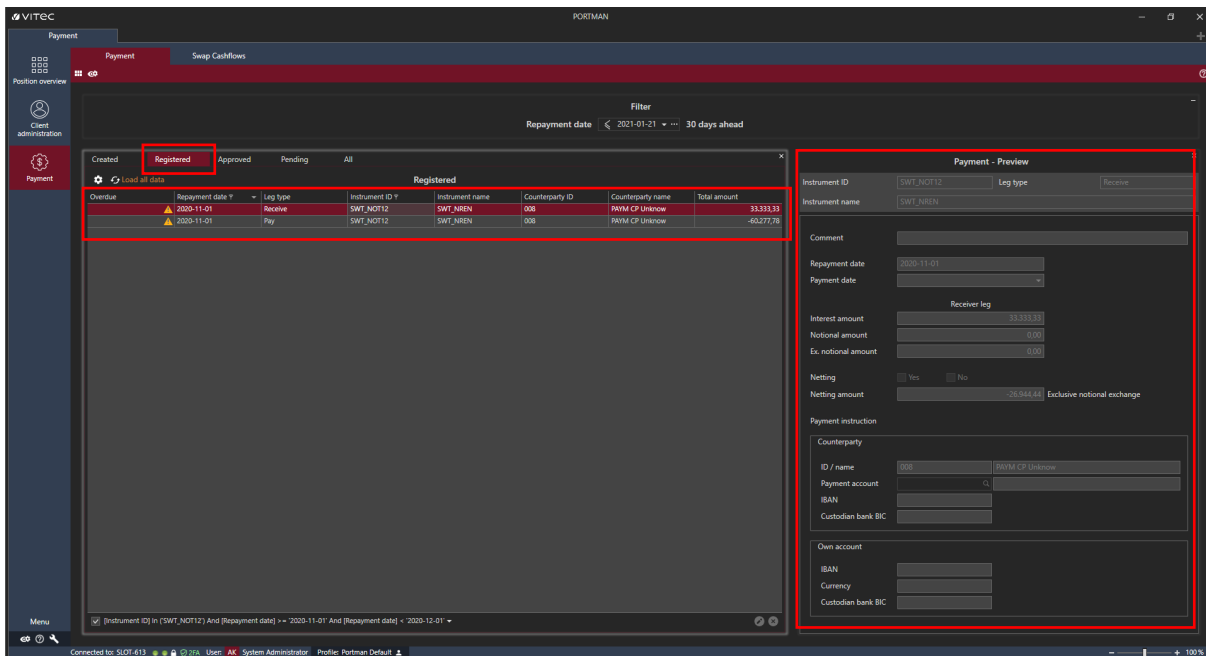 VITEC
PORTMAN
Payment
Payment
Swap Cashflows
Position overview
Client
administration
Payment
Filter
Repayment date
2021-01-21
30 days ahead
Created
Registered
Approved
Pending
All
Load all data
Registered
Overdue
Repayment date
Leg type
Instrument ID
Instrument name
Counterparty ID
Counterparty name
Total amount
2020-11-01 Receive SWT_NOT12 SWT_NREN 008 PAYM CP Unknow 33.333,33
2020-11-01 Pay SWT_NOT12 SWT_NREN 008 PAYM CP Unknow -60.277,78
Payment - Preview
Instrument ID SWT_NOT12 Leg type Receive
Instrument name SWT_NREN
Comment
Repayment date 2020-11-01
Payment date
Receiver leg
Interest amount 33.333,33
Notional amount 0,00
Ex. notional amount 0,00
Netting Yes No
Netting amount -26.944,44 Exclusive notional exchange
Payment instruction
Counterparty
ID / name 008 PAYM CP Unknow
Payment account
IBAN
Custodian bank BIC
Own account
IBAN
Currency
Custodian bank BIC
[Instrument ID] In ('SWT_NOT12') And [Repayment date] >= '2020-11-01' And [Repayment date] < '2020-12-01'
Menu
Connected to: SLOT-613 2FA User: AK System Administrator Profile: Portman Default
100%